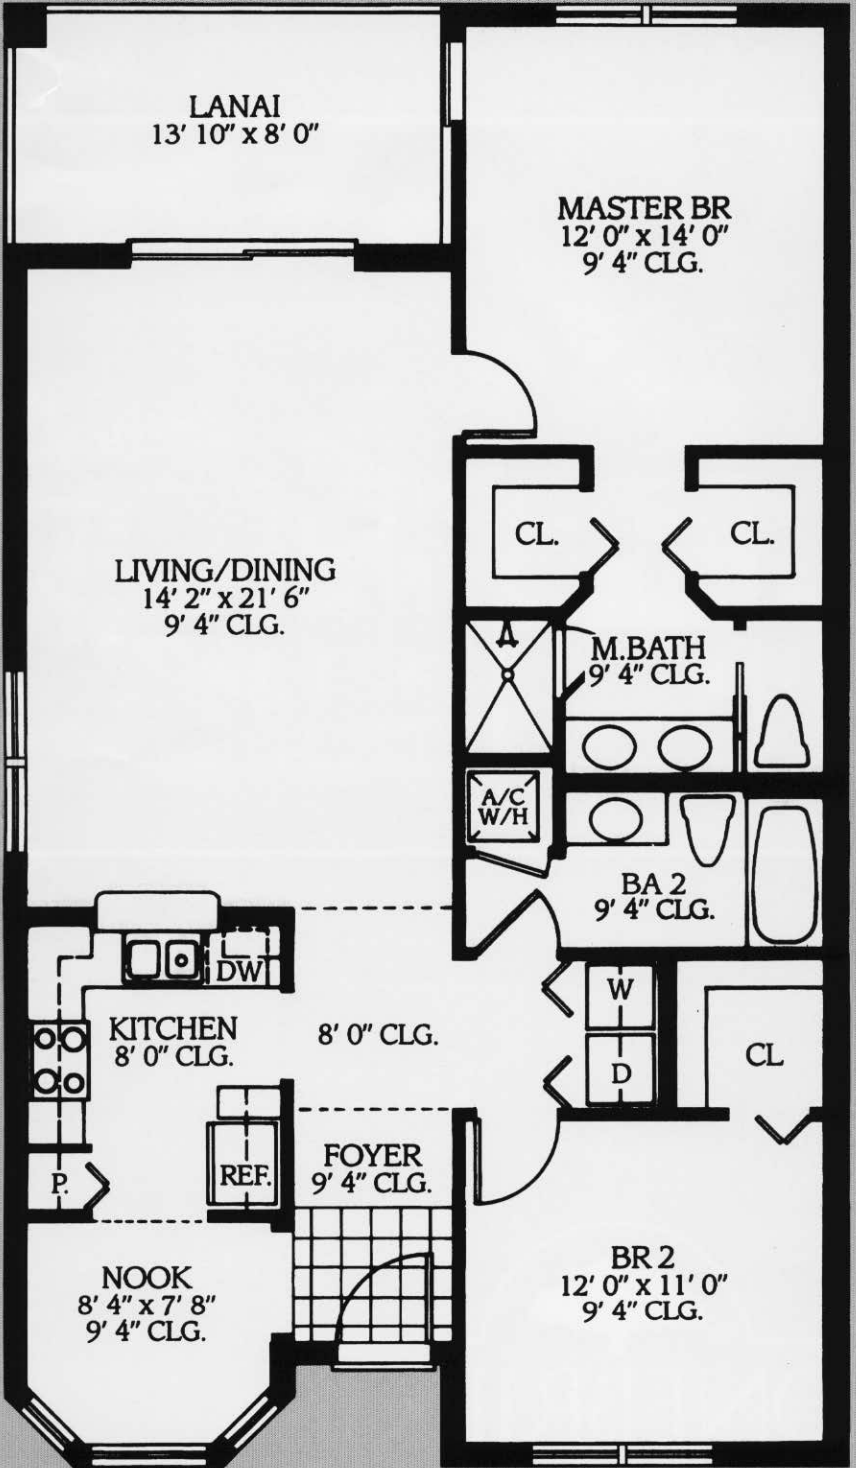 LANAI
13' 10" x 8' 0"
MASTER BR
12' 0" x 14' 0"
9' 4" CLG.
CL.
CL.
LIVING/DINING
14' 2" x 21' 6"
9' 4" CLG.
M.BATH
9' 4" CLG.
A/C
W/H
BA 2
9' 4" CLG.
DW
W
KITCHEN
8' 0" CLG.
8' 0" CLG.
D
CL
P.
REF.
FOYER
9' 4" CLG.
NOOK
8' 4" x 7' 8"
9' 4" CLG.
BR 2
12' 0" x 11' 0"
9' 4" CLG.